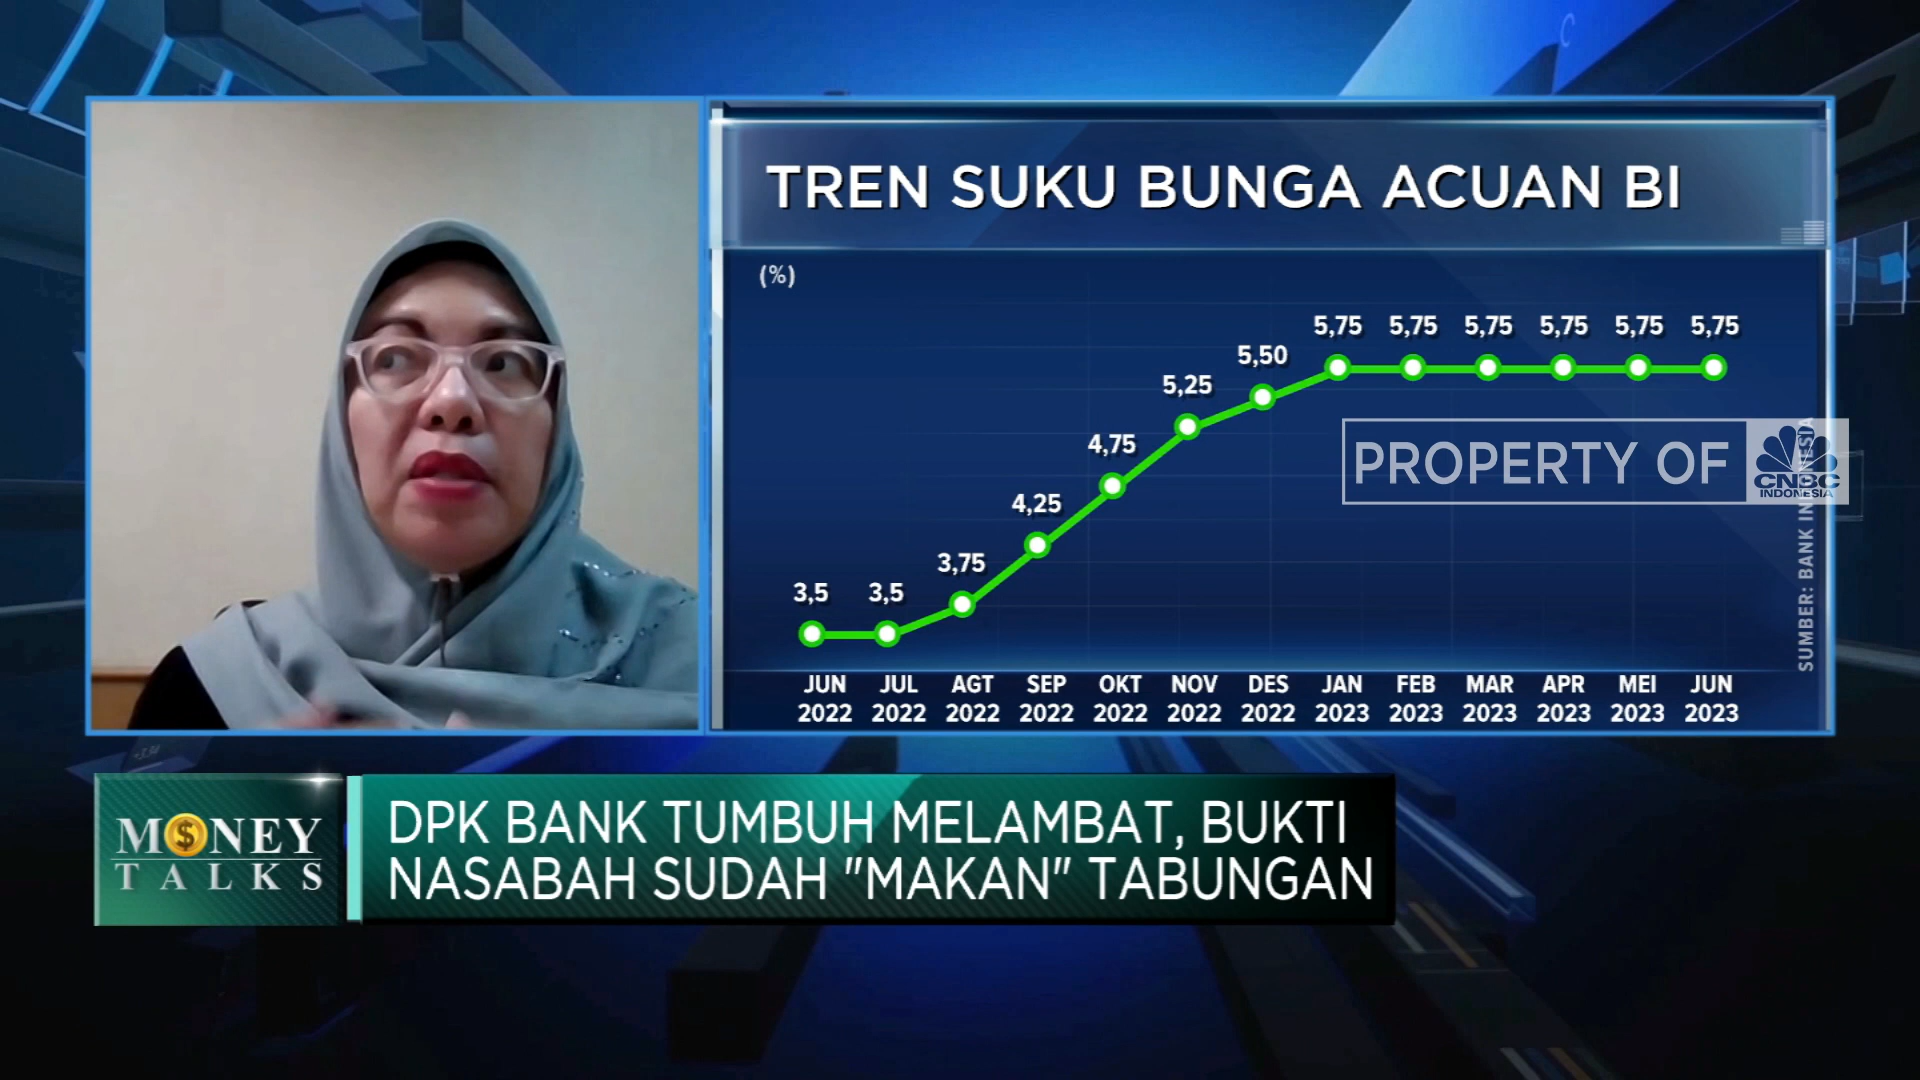 TREN SUKU BUNGA ACUAN BI
(%)
3,5
3,5
3,75
4,25
4,75
5,25
5,50
5,75
5,75
5,75
5,75
5,75
5,75
JUN 2022
JUL 2022
AGT 2022
SEP 2022
OKT 2022
NOV 2022
DES 2022
JAN 2023
FEB 2023
MAR 2023
APR 2023
MEI 2023
JUN 2023
SUMBER: BANK INDONESIA
PROPERTY OF
CNBC
INDONESIA
MONEY
TALKS
DPK BANK TUMBUH MELAMBAT, BUKTI
NASABAH SUDAH "MAKAN" TABUNGAN